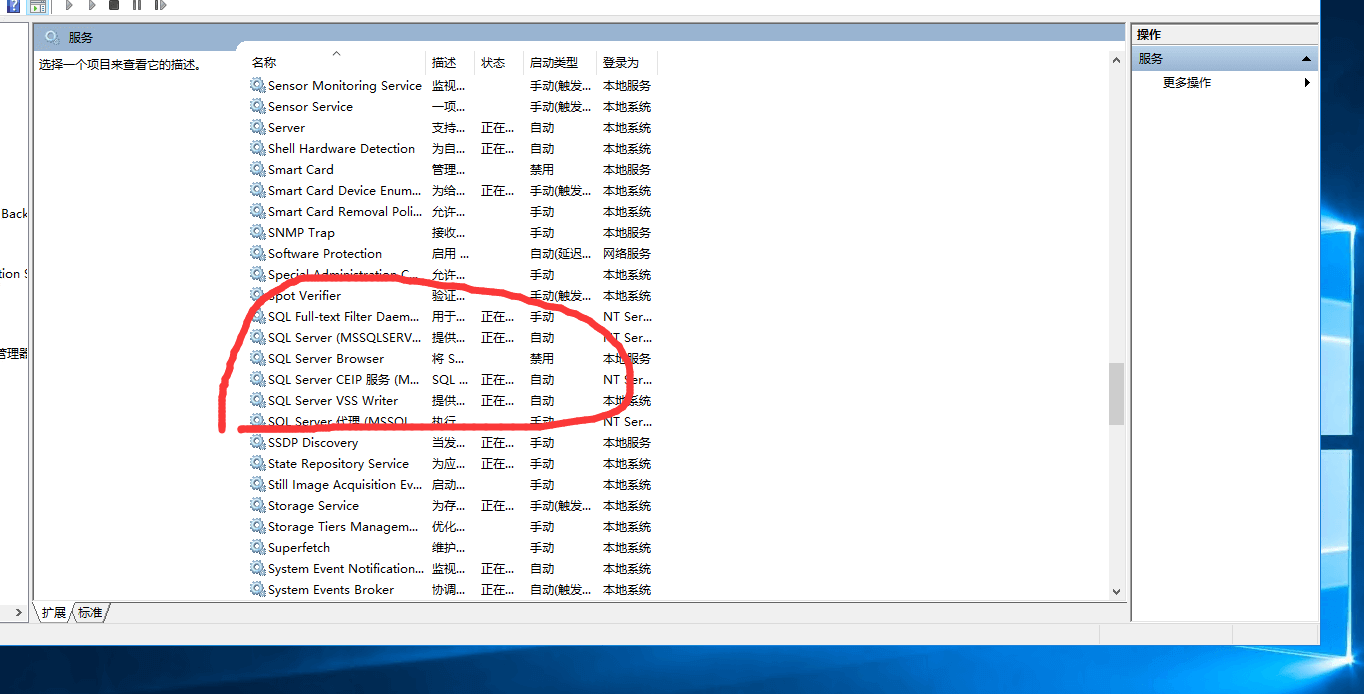 服务
选择一个项目来查看它的描述。
名称 描述 状态 启动类型 登录为
Sensor Monitoring Service 监视... 手动(触发... 本地服务
Sensor Service 一项... 手动(触发... 本地系统
Server 支持... 正在... 自动 本地系统
Shell Hardware Detection 为自... 正在... 自动 本地系统
Smart Card 管理... 禁用 本地服务
Smart Card Device Enum... 为给... 正在... 手动(触发... 本地系统
Smart Card Removal Poli... 允许... 手动 本地系统
SNMP Trap 接收... 手动 本地服务
Software Protection 启用 ... 自动(延迟... 网络服务
Special Administration C... 允许... 手动 本地系统
Spot Verifier 验证... 手动(触发... 本地系统
SQL Full-text Filter Daem... 用于... 正在... 手动 NT Ser...
SQL Server (MSSQLSERV... 提供... 正在... 自动 NT Ser...
SQL Server Browser 将 S... 禁用 本地服务
SQL Server CEIP 服务 (M... SQL ... 正在... 自动 NT Ser...
SQL Server VSS Writer 提供... 正在... 自动 本地系统
SQL Server 代理 (MSSQL... 执行... 手动 NT Ser...
SSDP Discovery 当发... 正在... 手动 本地服务
State Repository Service 为应... 正在... 手动 本地系统
Still Image Acquisition Ev... 启动... 手动 本地系统
Storage Service 为存... 正在... 手动(触发... 本地系统
Storage Tiers Managem... 优化... 手动 本地系统
Superfetch 维护... 手动 本地系统
System Event Notification... 监视... 正在... 自动 本地系统
System Events Broker 协调... 正在... 自动(触发... 本地系统
扩展 标准
Back
tion S
管理器
操作
服务
更多操作